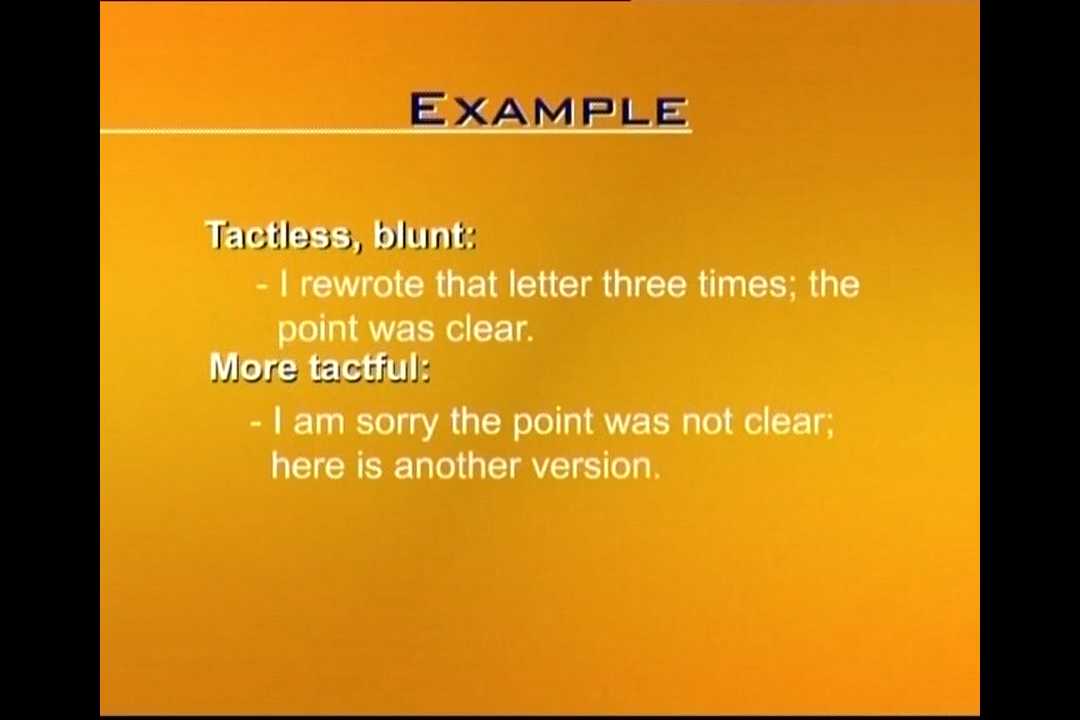 EXAMPLE
Tactless, blunt:
- I rewrote that letter three times; the
point was clear.
More tactful:
- I am sorry the point was not clear;
here is another version.